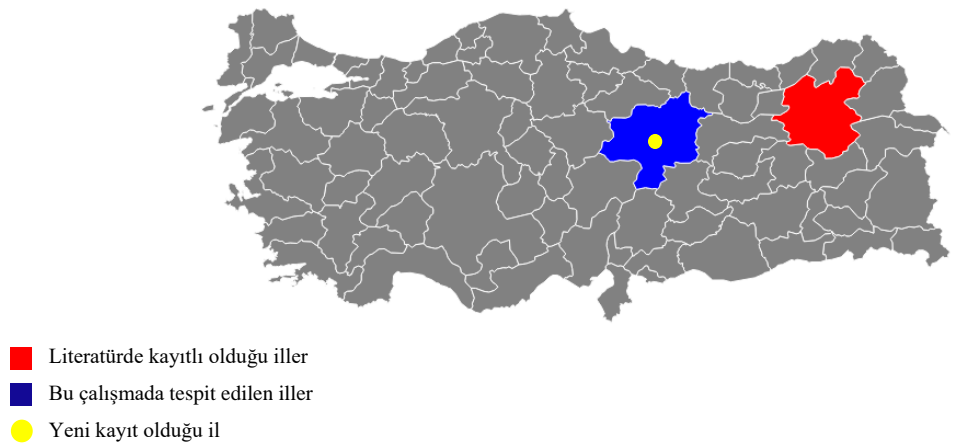 Literatürde kayıtlı olduğu iller
Bu çalışmada tespit edilen iller
Yeni kayıt olduğu il